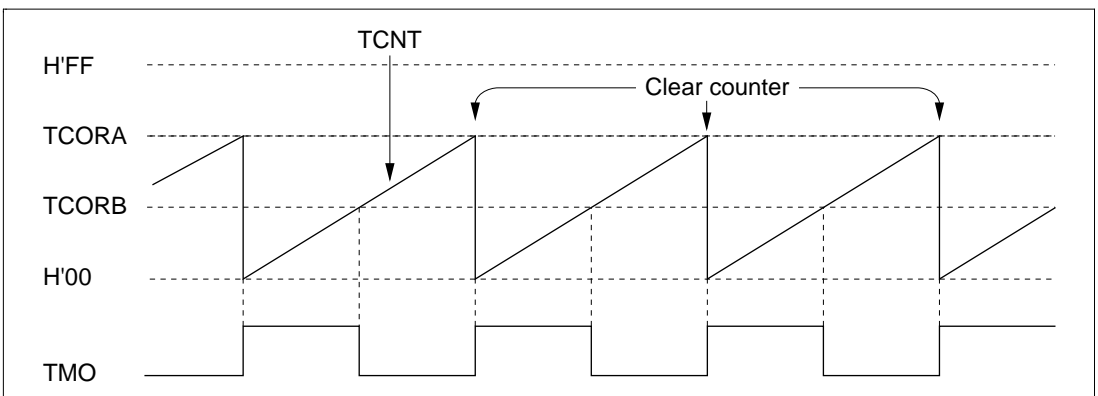 TCNT
H'FF
Clear counter
TCORA
TCORB
H'00
TMO